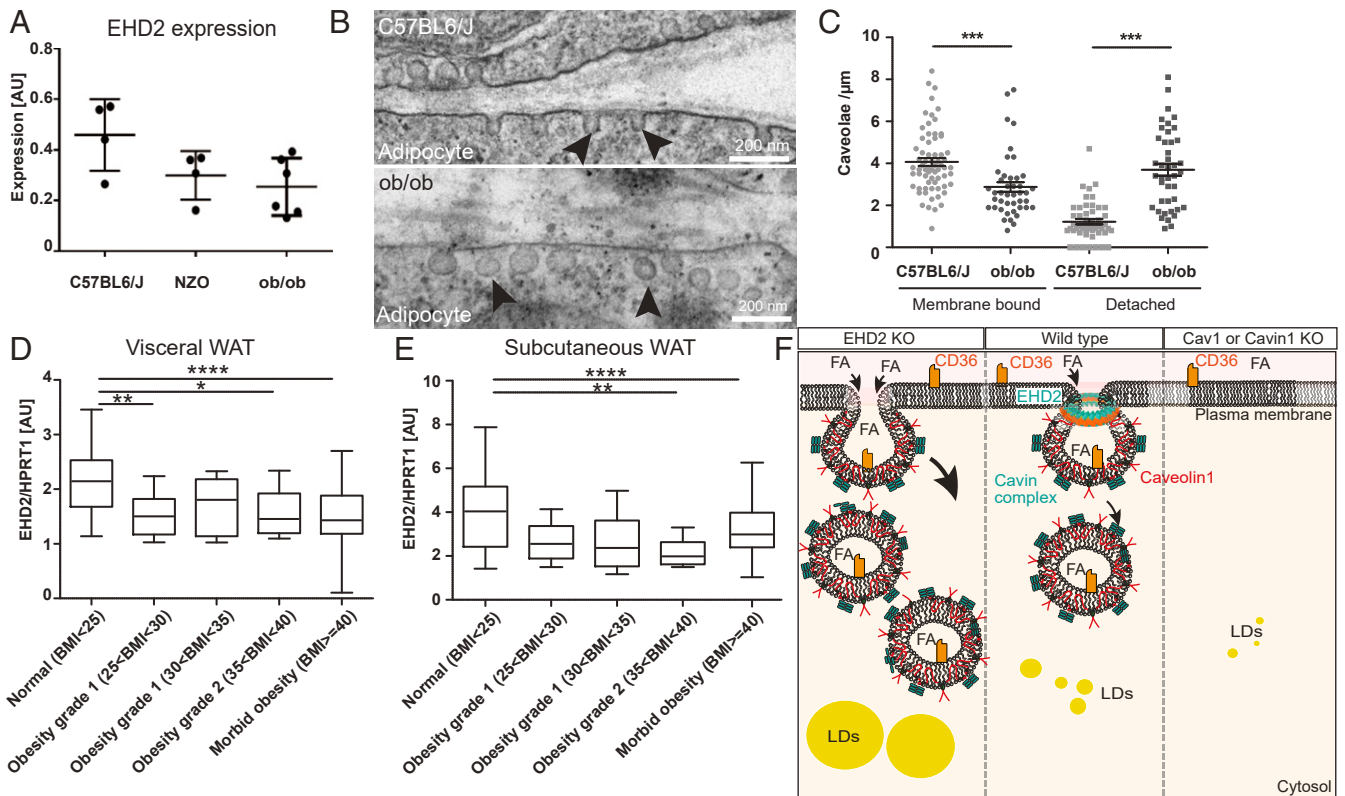 A
EHD2 expression
Expression [AU]
0.8
0.6
0.4
0.2
0
C57BL6/J
NZO
ob/ob
B
C57BL6/J
Adipocyte
200 nm
ob/ob
Adipocyte
200 nm
C
Caveolae /µm
10
8
6
4
2
0
***
***
C57BL6/J
ob/ob
C57BL6/J
ob/ob
Membrane bound
Detached
D
Visceral WAT
EHD2/HPRT1 [AU]
4
3
2
1
0
****
*
**
Normal (BMI<25)
Obesity grade 1 (25<BMI<30)
Obesity grade 1 (30<BMI<35)
Obesity grade 2 (35<BMI<40)
Morbid obesity (BMI>=40)
E
Subcutaneous WAT
EHD2/HPRT1 [AU]
10
8
6
4
2
0
****
**
Normal (BMI<25)
Obesity grade 1 (25<BMI<30)
Obesity grade 1 (30<BMI<35)
Obesity grade 2 (35<BMI<40)
Morbid obesity (BMI>=40)
F
EHD2 KO
Wild type
Cav1 or Cavin1 KO
FA
FA
CD36
CD36
FA
CD36
FA
EHD2
Plasma membrane
FA
FA
Cavin
complex
Caveolin1
FA
FA
FA
LDs
LDs
LDs
Cytosol